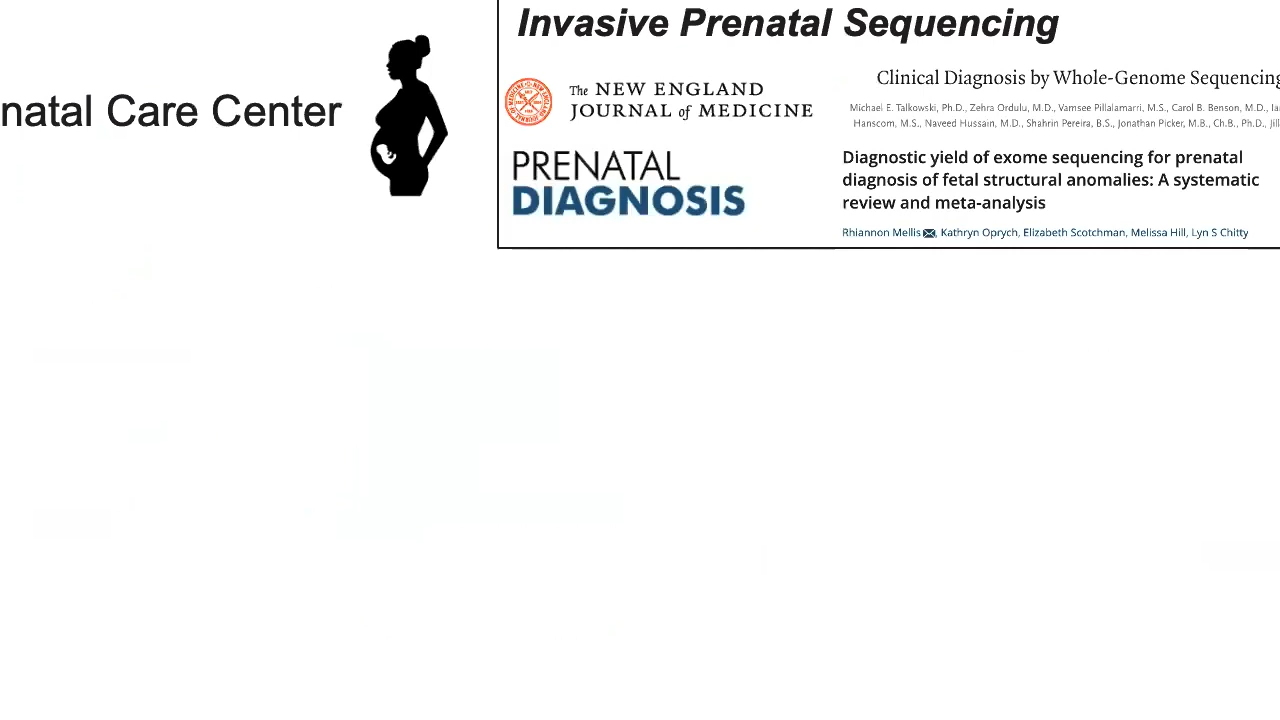 natal Care Center
Invasive Prenatal Sequencing
The NEW ENGLAND
JOURNAL of MEDICINE
Clinical Diagnosis by Whole-Genome Sequencing
Michael E. Talkowski, Ph.D., Zehra Ordulu, M.D., Vamsee Pillalamarri, M.S., Carol B. Benson, M.D., Ia
Hanscom, M.S., Naveed Hussain, M.D., Shahrin Pereira, B.S., Jonathan Picker, M.B., Ch.B., Ph.D., Jill
PRENATAL
DIAGNOSIS
Diagnostic yield of exome sequencing for prenatal
diagnosis of fetal structural anomalies: A systematic
review and meta-analysis
Rhiannon Mellis, Kathryn Oprych, Elizabeth Scotchman, Melissa Hill, Lyn S Chitty